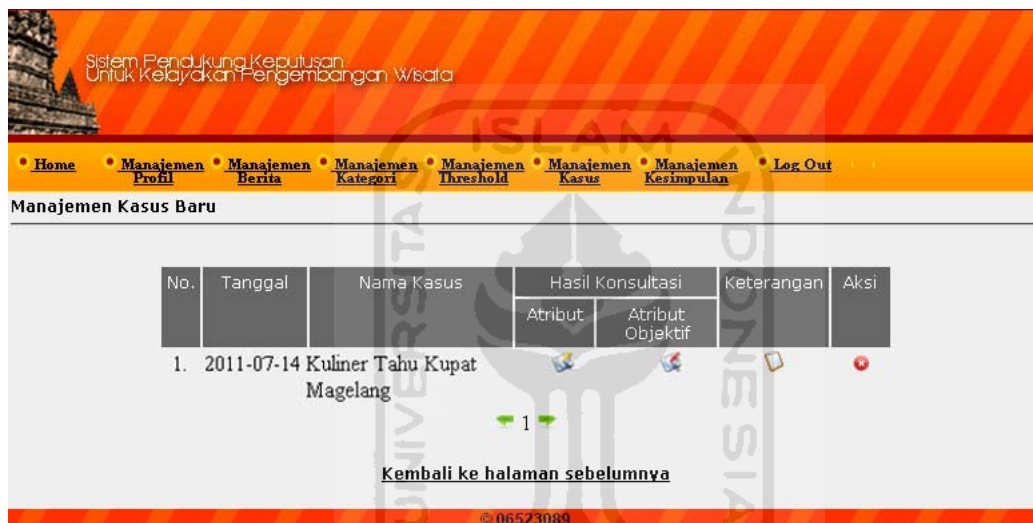 Sistem Pendukung Keputusan
Untuk Kelayakan Pengembangan Wisata
Home Manajemen Profil Manajemen Berita Manajemen Kategori Manajemen Threshold Manajemen Kasus Manajemen Kesimpulan Log Out
Manajemen Kasus Baru
No. Tanggal Nama Kasus Hasil Konsultasi Keterangan Aksi
Atribut Atribut
Objektif
1. 2011-07-14 Kuliner Tahu Kupat
Magelang
1
Kembali ke halaman sebelumnya
© 06523089
ISLAM
UNIVERSITAS
INDONESIA